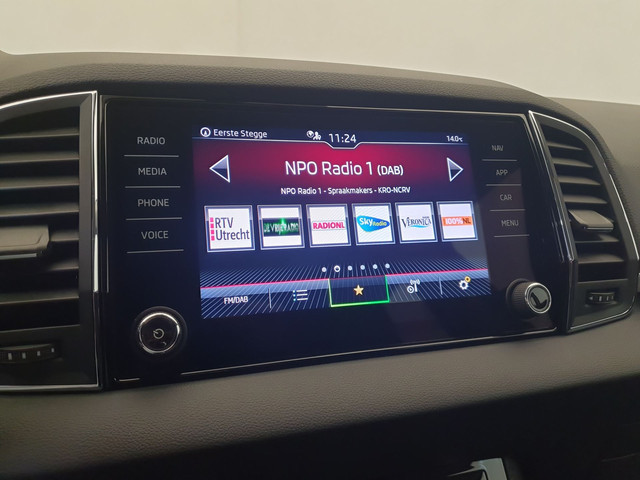 RADIO
MEDIA
PHONE
VOICE
Eerste Stegge
11:24
14.0°C
NPO Radio 1 (DAB)
NPO Radio 1 - Spraakmakers - KRO-NCRV
RTV Utrecht
RADIONL
Sky Radio
VERONICA
100%NL
FM/DAB
NAV
APP
CAR
MENU